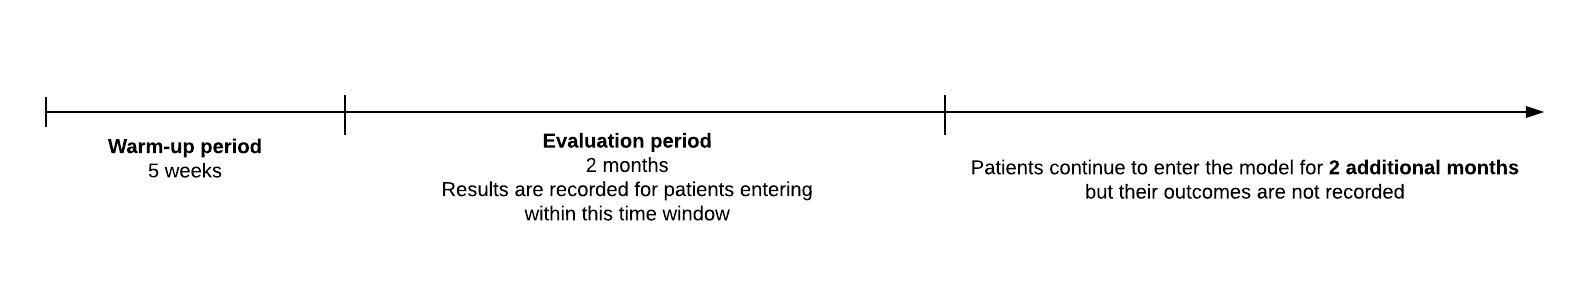 Warm-up period
5 weeks
Evaluation period
2 months
Results are recorded for patients entering
within this time window
Patients continue to enter the model for 2 additional months
but their outcomes are not recorded